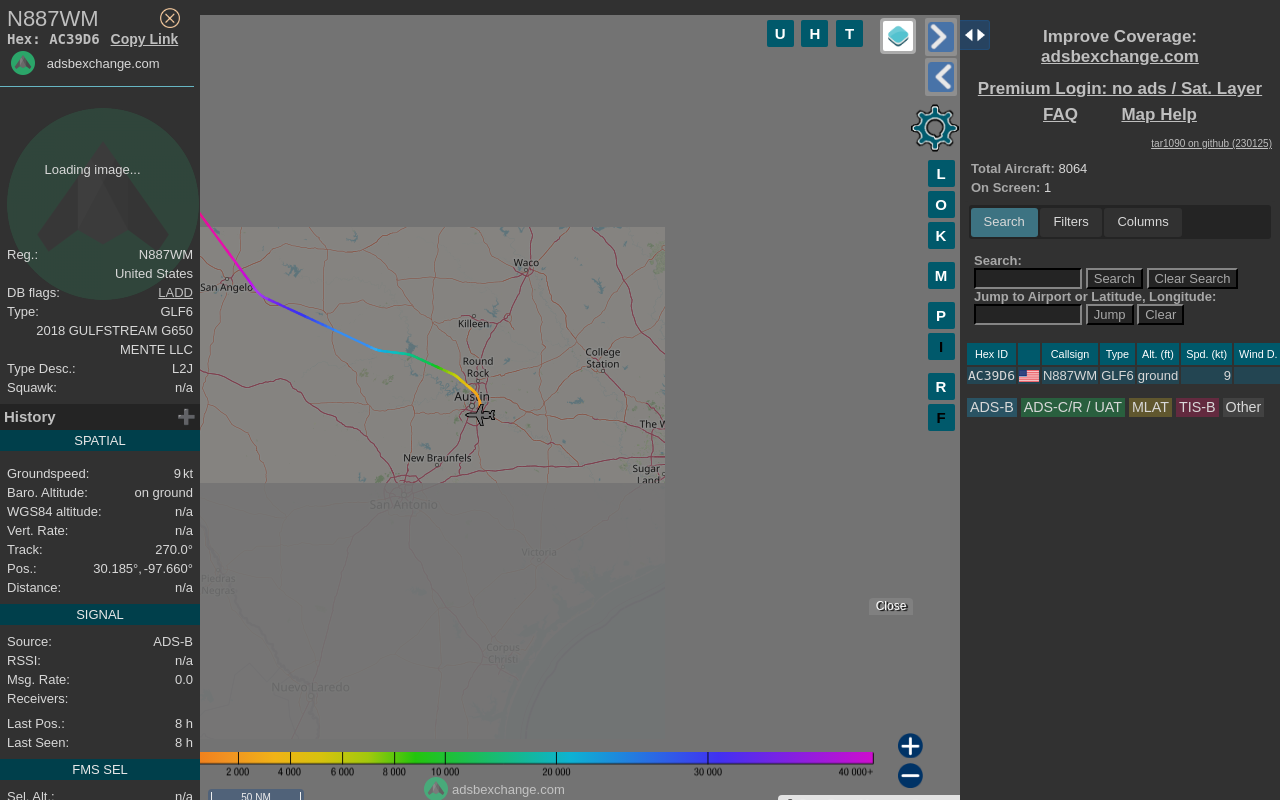 N887WM
Hex: AC39D6 Copy Link
adsbexchange.com
Loading image...
Reg.: N887WM
United States
DB flags: LADD
Type: GLF6
2018 GULFSTREAM G650
MENTE LLC
Type Desc.: L2J
Squawk: n/a
History
SPATIAL
Groundspeed: 9 kt
Baro. Altitude: on ground
WGS84 altitude: n/a
Vert. Rate: n/a
Track: 270.0°
Pos.: 30.185°, -97.660°
Distance: n/a
SIGNAL
Source: ADS-B
RSSI: n/a
Msg. Rate: 0.0
Receivers:
Last Pos.: 8 h
Last Seen: 8 h
FMS SEL
Sel. Alt.: n/a
U H T
L
O
K
M
P
I
R
F
Waco
San Angelo
Killeen
College
Station
Round
Rock
Austin
The W
New Braunfels
Sugar
Land
San Antonio
Victoria
Piedras
Negras
Corpus
Christi
Nuevo Laredo
Close
2 000 4 000 6 000 8 000 10 000 20 000 30 000 40 000+
adsbexchange.com
50 NM
Improve Coverage:
adsbexchange.com
Premium Login: no ads / Sat. Layer
FAQ Map Help
tar1090 on github (230125)
Total Aircraft: 8064
On Screen: 1
Search Filters Columns
Search:
Search Clear Search
Jump to Airport or Latitude, Longitude:
Jump Clear
Hex ID Callsign Type Alt. (ft) Spd. (kt) Wind D.
AC39D6 N887WM GLF6 ground 9
ADS-B ADS-C/R / UAT MLAT TIS-B Other